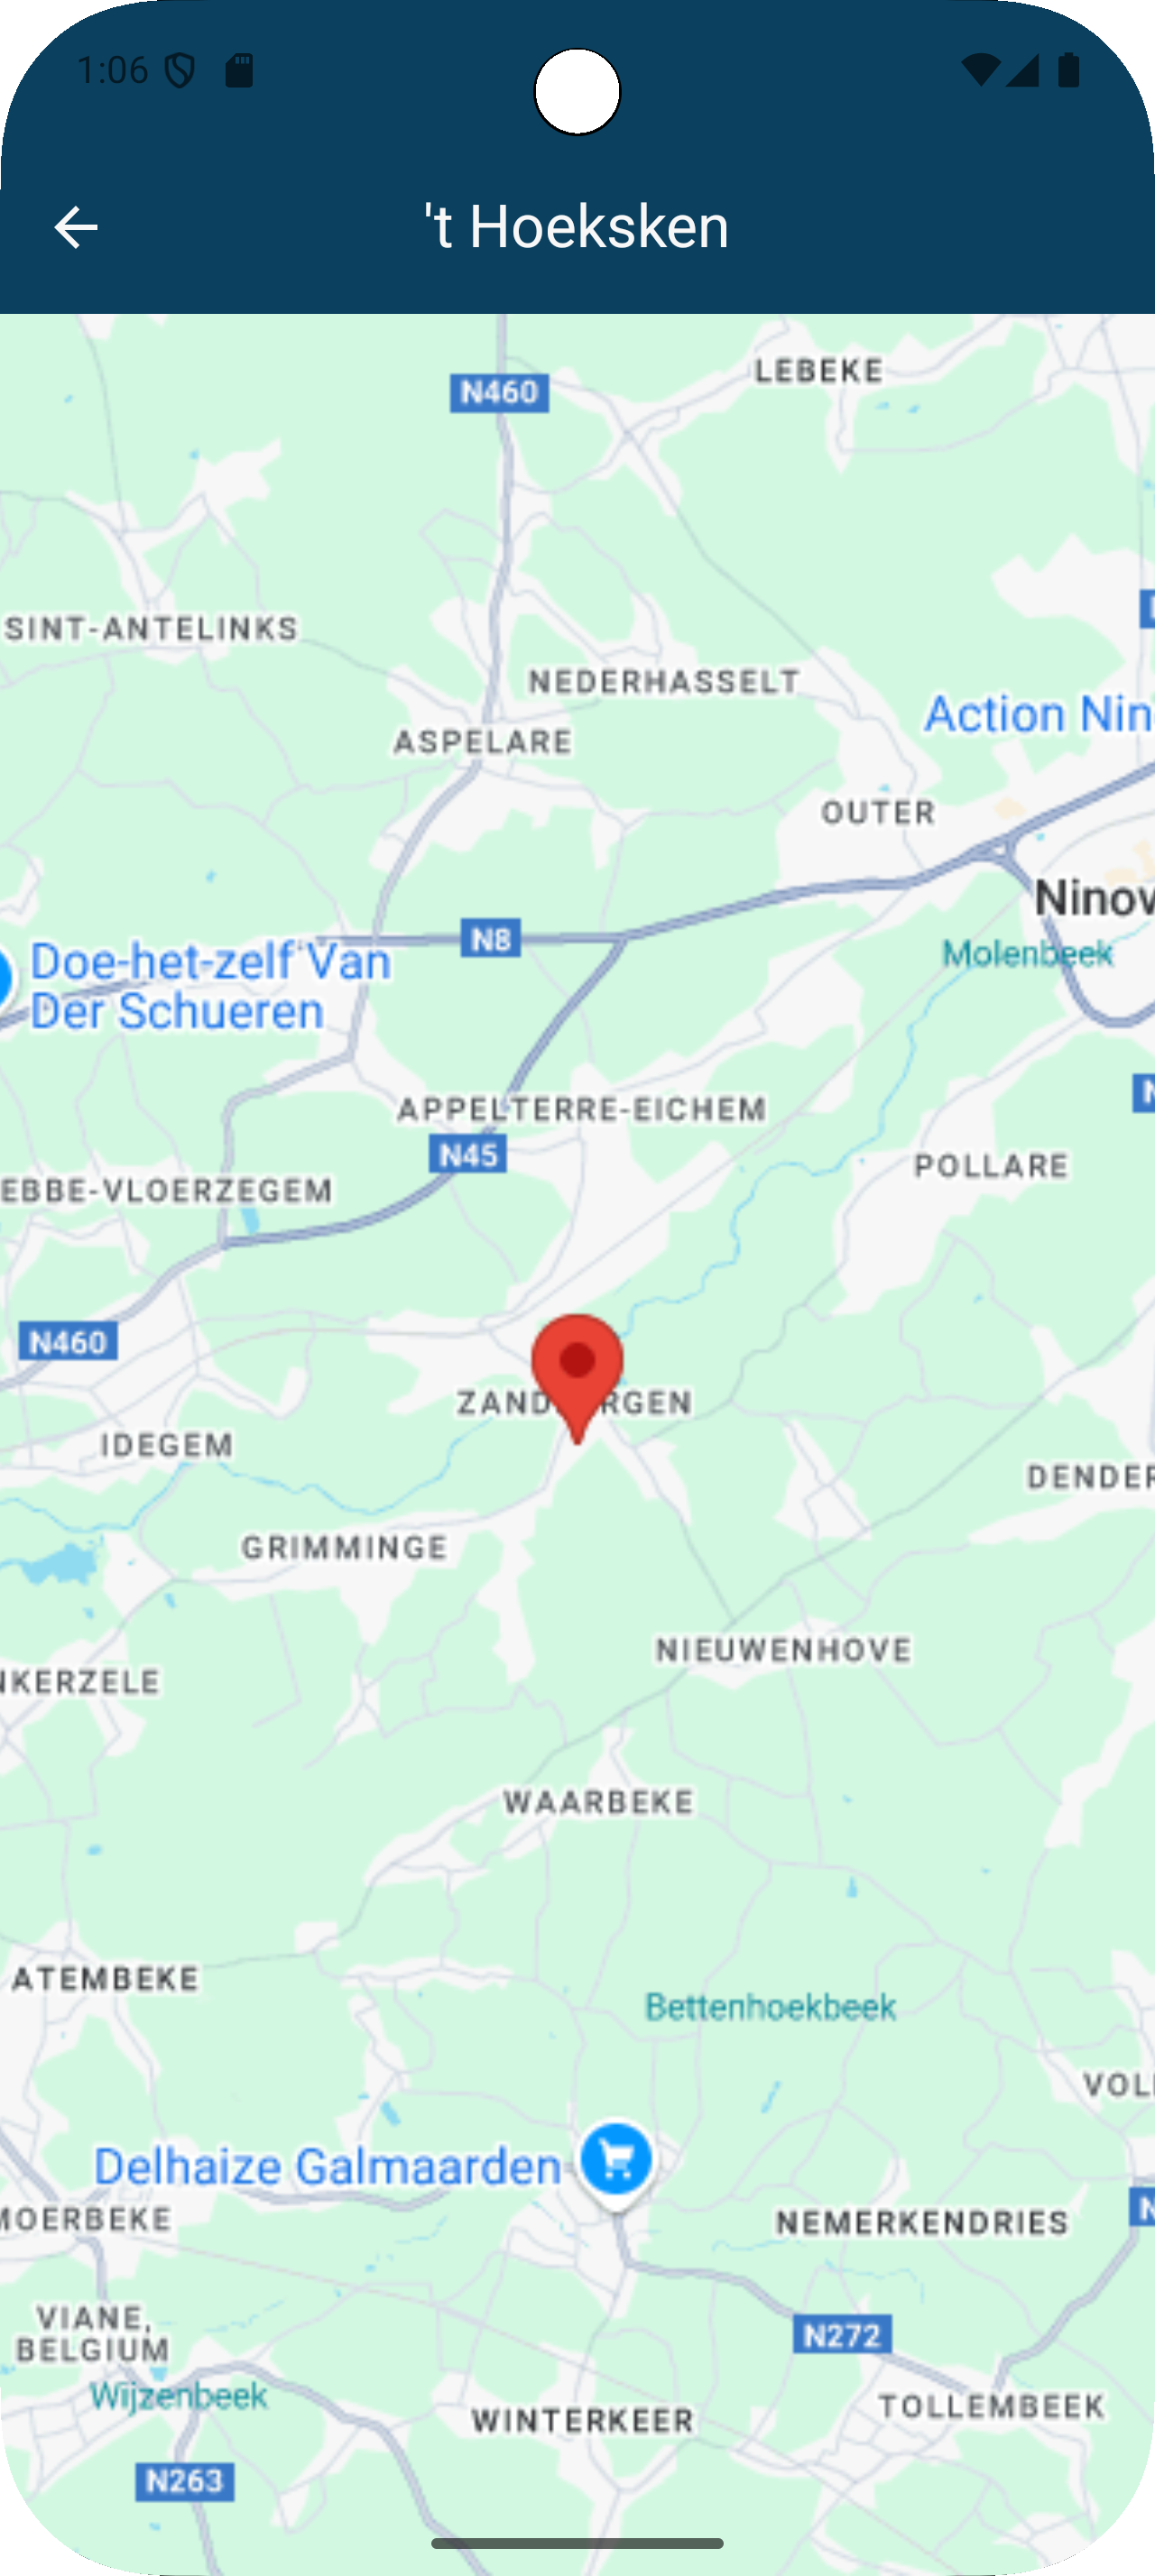 1:06
't Hoeksken
N460
LEBEKE
SINT-ANTELINKS
NEDERHASSELT
Action Nin
ASPELARE
OUTER
Ninov
N8
Molenbeek
Doe-het-zelf Van
Der Schueren
APPELTERRE-EICHEM
N45
POLLARE
EBBE-VLOERZEGEM
N460
ZAND RGEN
IDEGEM
DENDER
GRIMMINGE
NIEUWENHOVE
NKERZELE
WAARBEKE
ATEMBEKE
Bettenhoekbeek
VOLL
Delhaize Galmaarden
MOERBEKE
NEMERKENDRIES
N
VIANE,
BELGIUM
N272
Wijzenbeek
WINTERKEER
TOLLEMBEEK
N263